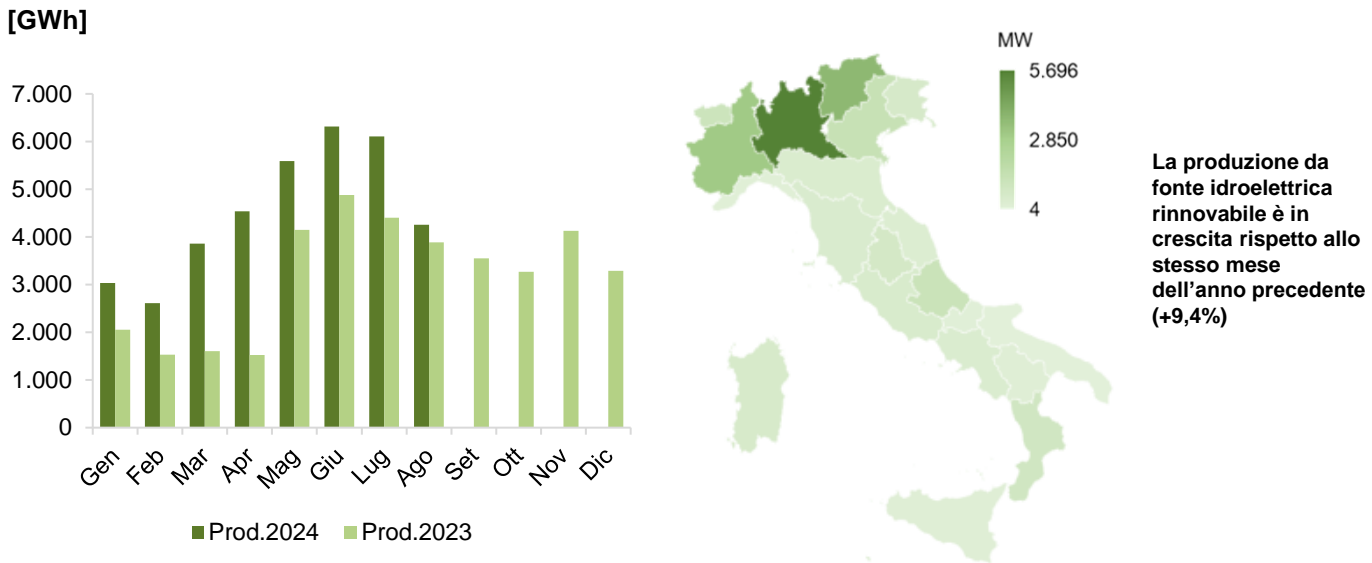 [GWh]
7.000
6.000
5.000
4.000
3.000
2.000
1.000
0
Gen
Feb
Mar
Apr
Mag
Giu
Lug
Ago
Set
Ott
Nov
Dic
Prod.2024
Prod.2023
MW
5.696
2.850
4
La produzione da
fonte idroelettrica
rinnovabile è in
crescita rispetto allo
stesso mese
dell’anno precedente
(+9,4%)